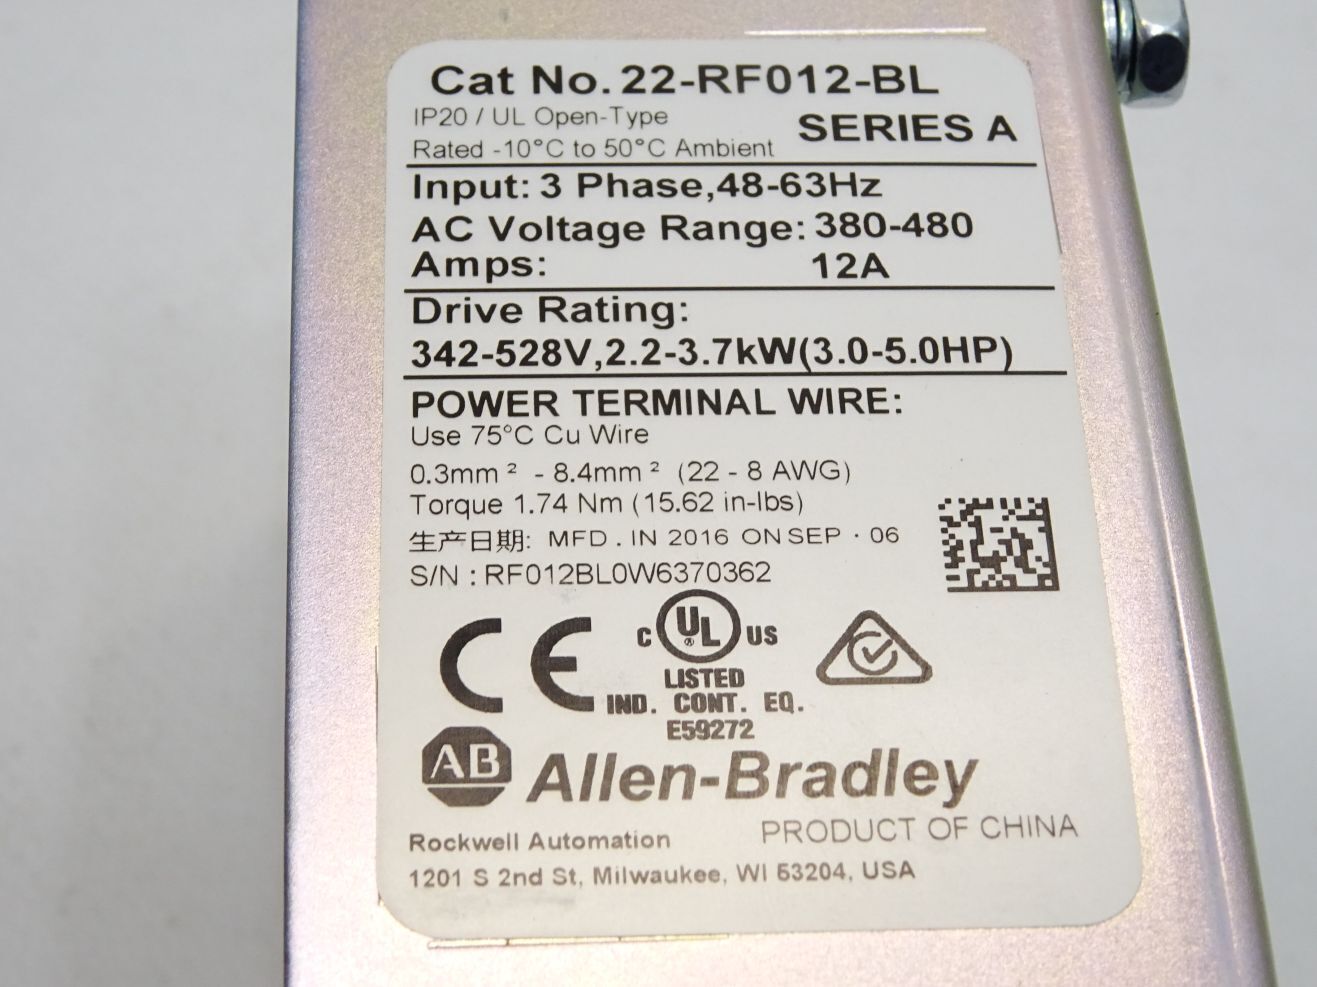 Cat No. 22-RF012-BL
IP20 / UL Open-Type
SERIES A
Rated -10°C to 50°C Ambient
Input: 3 Phase,48-63Hz
AC Voltage Range: 380-480
Amps: 12A
Drive Rating:
342-528V,2.2-3.7kW(3.0-5.0HP)
POWER TERMINAL WIRE:
Use 75°C Cu Wire
0.3mm ² - 8.4mm ² (22 - 8 AWG)
Torque 1.74 Nm (15.62 in-lbs)
生产日期: MFD . IN 2016 ON SEP · 06
S/N : RF012BL0W6370362
CE
C UL ® US
LISTED
IND. CONT. EQ.
E59272
AB Allen-Bradley
Rockwell Automation PRODUCT OF CHINA
1201 S 2nd St, Milwaukee, WI 53204, USA